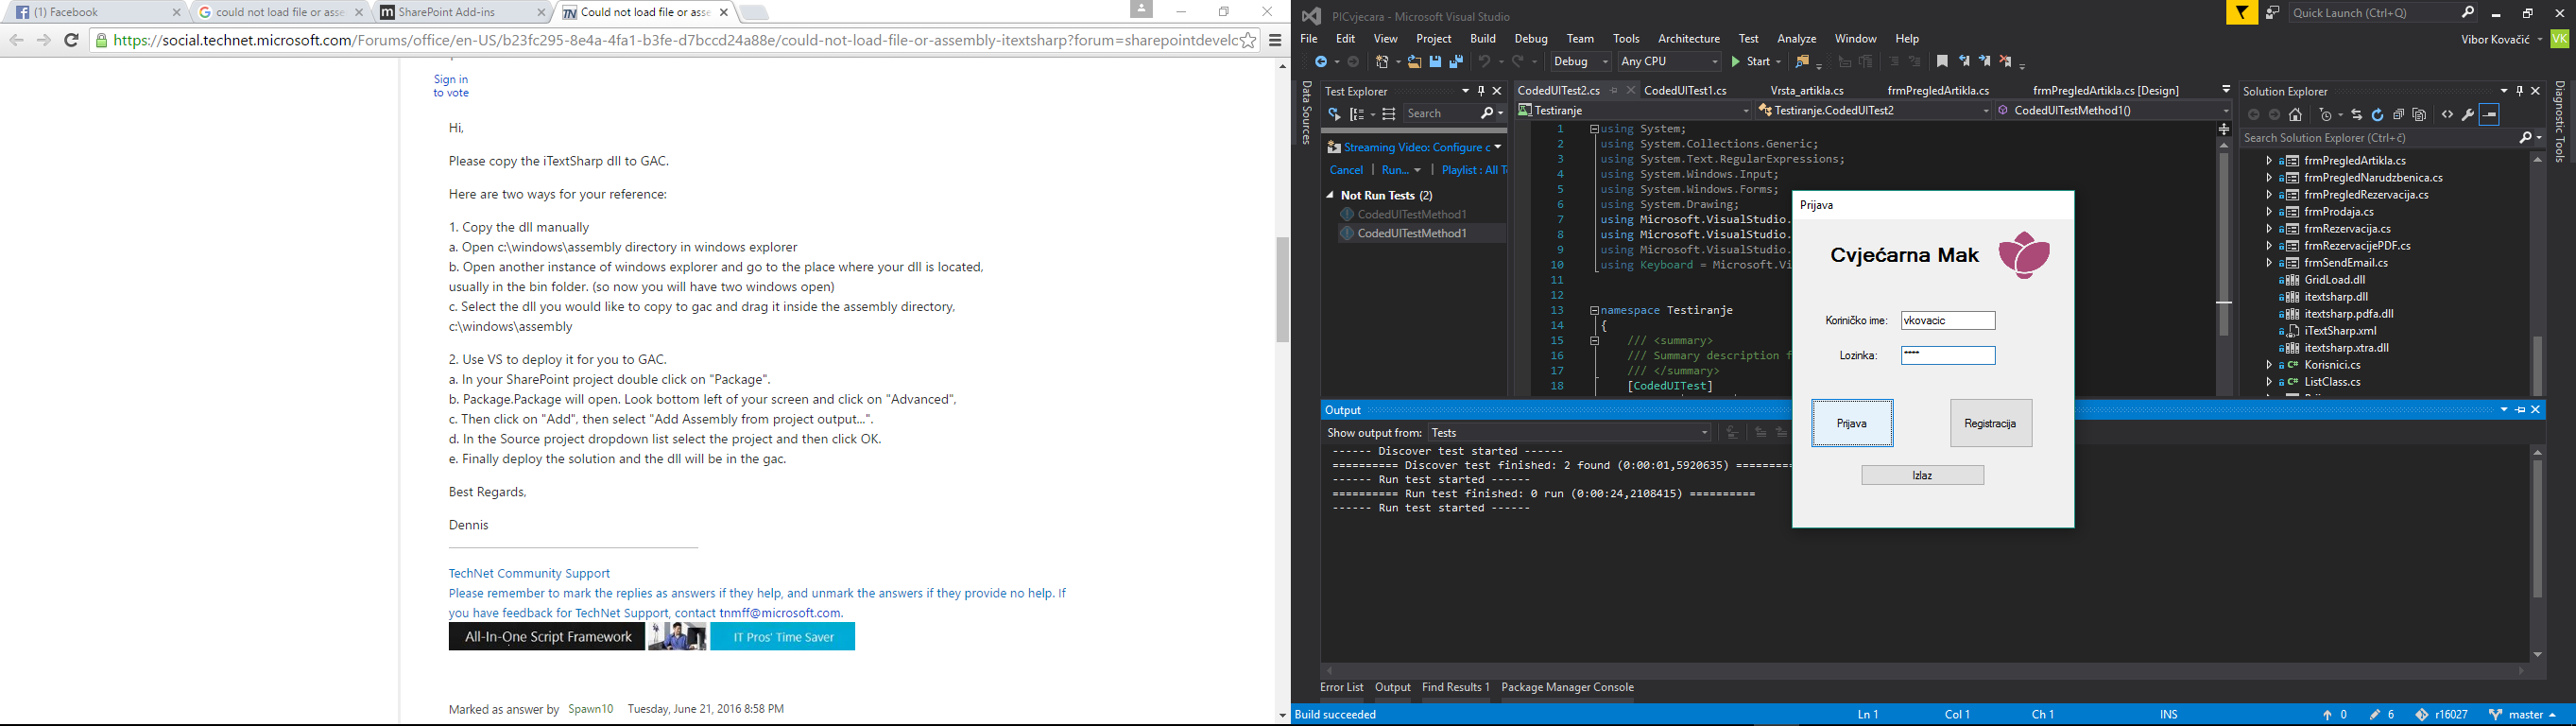 (1) Facebook
could not load file or asse
SharePoint Add-ins
Could not load file or asse
https://social.technet.microsoft.com/Forums/office/en-US/b23fc295-8e4a-4fa1-b3fe-d7bccd24a88e/could-not-load-file-or-assembly-itextsharp?forum=sharepointdevelc
Sign in
to vote
Hi,
Please copy the iTextSharp dll to GAC.
Here are two ways for your reference:
1. Copy the dll manually
a. Open c:\windows\assembly directory in windows explorer
b. Open another instance of windows explorer and go to the place where your dll is located,
usually in the bin folder. (so now you will have two windows open)
c. Select the dll you would like to copy to gac and drag it inside the assembly directory,
c:\windows\assembly
2. Use VS to deploy it for you to GAC.
a. In your SharePoint project double click on "Package".
b. Package.Package will open. Look bottom left of your screen and click on "Advanced",
c. Then click on "Add", then select "Add Assembly from project output...".
d. In the Source project dropdown list select the project and then click OK.
e. Finally deploy the solution and the dll will be in the gac.
Best Regards,
Dennis
TechNet Community Support
Please remember to mark the replies as answers if they help, and unmark the answers if they provide no help. If
you have feedback for TechNet Support, contact tnmff@microsoft.com.
All-In-One Script Framework IT Pros' Time Saver
Marked as answer by Spawn10 Tuesday, June 21, 2016 8:58 PM
PICvjecara - Microsoft Visual Studio
Quick Launch (Ctrl+Q)
File Edit View Project Build Debug Team Tools Architecture Test Analyze Window Help
Vibor Kovačić VK
Debug Any CPU Start
Data Sources
Test Explorer
Search
Streaming Video: Configure c
Cancel | Run... | Playlist : All T
Not Run Tests (2)
CodedUITestMethod1
CodedUITestMethod1
CodedUITest2.cs CodedUITest1.cs Vrsta_artikla.cs frmPregledArtikla.cs frmPregledArtikla.cs [Design]
Testiranje Testiranje.CodedUITest2 CodedUITestMethod1()
1 using System;
2 using System.Collections.Generic;
3 using System.Text.RegularExpressions;
4 using System.Windows.Input;
5 using System.Windows.Forms;
6 using System.Drawing;
7 using Microsoft.VisualStudio.
8 using Microsoft.VisualStudio.
9 using Microsoft.VisualStudio.
10 using Keyboard = Microsoft.Vi
11
12
13 namespace Testiranje
14 {
15 /// <summary>
16 /// Summary description f
17 /// </summary>
18 [CodedUITest]
Prijava
Cvjećarna Mak
Koriničko ime: vkovacic
Lozinka: ****
Prijava
Registracija
Izlaz
Solution Explorer
Search Solution Explorer (Ctrl+č)
frmPregledArtikla.cs
frmPregledNarudzbenica.cs
frmPregledRezervacija.cs
frmProdaja.cs
frmRezervacija.cs
frmRezervacijePDF.cs
frmSendEmail.cs
GridLoad.dll
itextsharp.dll
itextsharp.pdfa.dll
iTextSharp.xml
itextsharp.xtra.dll
Korisnici.cs
ListClass.cs
Diagnostic Tools
Output
Show output from: Tests
------ Discover test started ------
========== Discover test finished: 2 found (0:00:01,5920635) ==========
------ Run test started ------
========== Run test finished: 0 run (0:00:24,2108415) ==========
------ Run test started ------
Error List Output Find Results 1 Package Manager Console
Build succeeded Ln 1 Col 1 Ch 1 INS 0 6 r16027 master